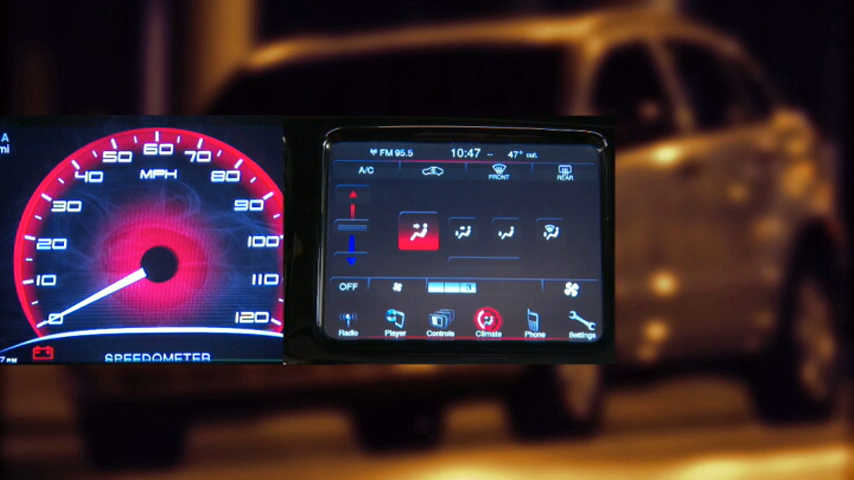 A
mi
0
10
20
30
40
50
60
70
80
90
100
110
120
MPH
SPEEDOMETER
FM 95.5 10:47 -- 47° out.
A/C FRONT REAR
OFF
Radio Player Controls Climate Phone Settings